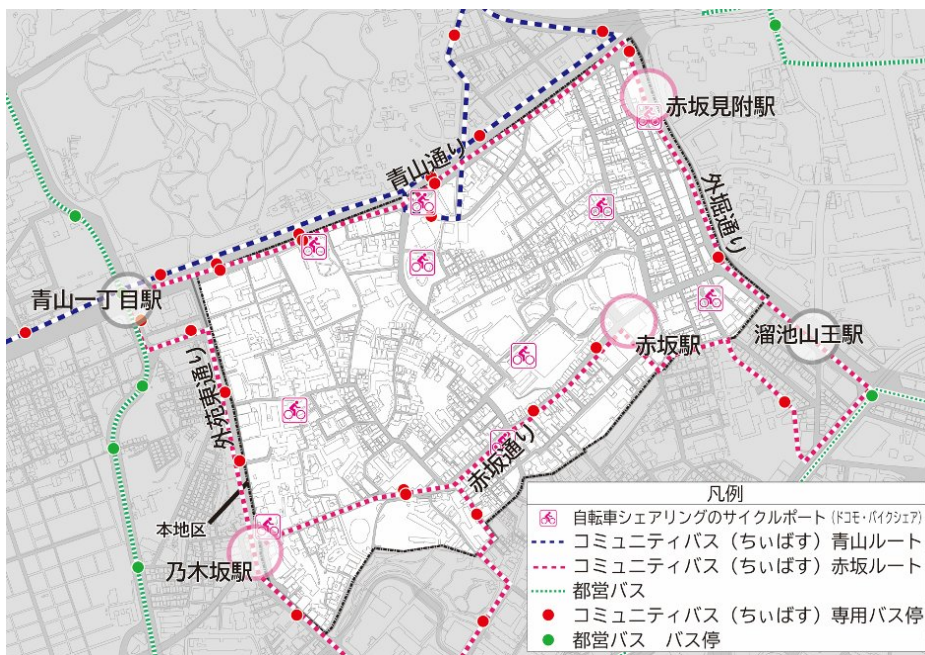 赤坂見附駅
青山通り
外堀通り
青山一丁目駅
赤坂駅
溜池山王駅
外苑東通り
赤坂通り
本地区
乃木坂駅
凡例
自転車シェアリングのサイクルポート（ドコモ・バイクシェア）
コミュニティバス（ちぃばす）青山ルート
コミュニティバス（ちぃばす）赤坂ルート
都営バス
コミュニティバス（ちぃばす）専用バス停
都営バス　バス停